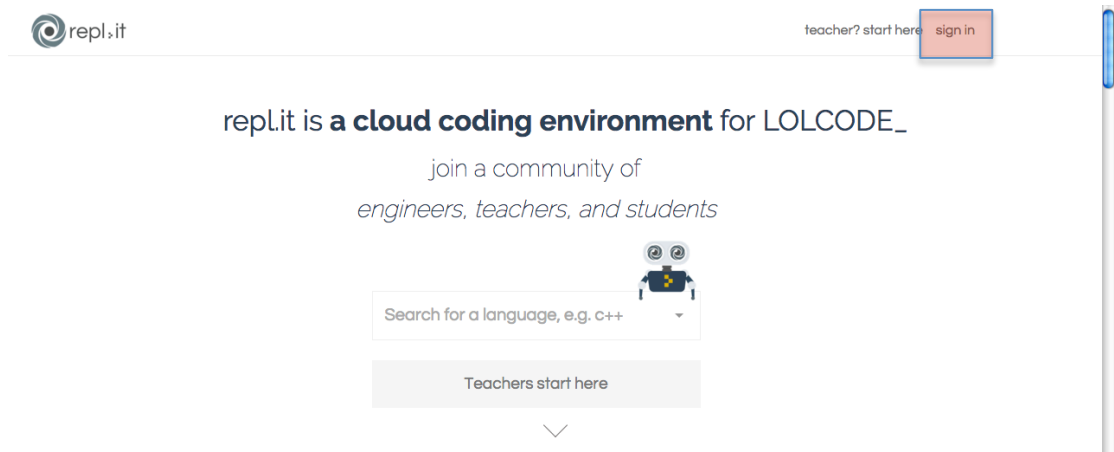 repl.it
teacher? start here sign in
repl.it is a cloud coding environment for LOLCODE_
join a community of
engineers, teachers, and students
Search for a language, e.g. c++
Teachers start here